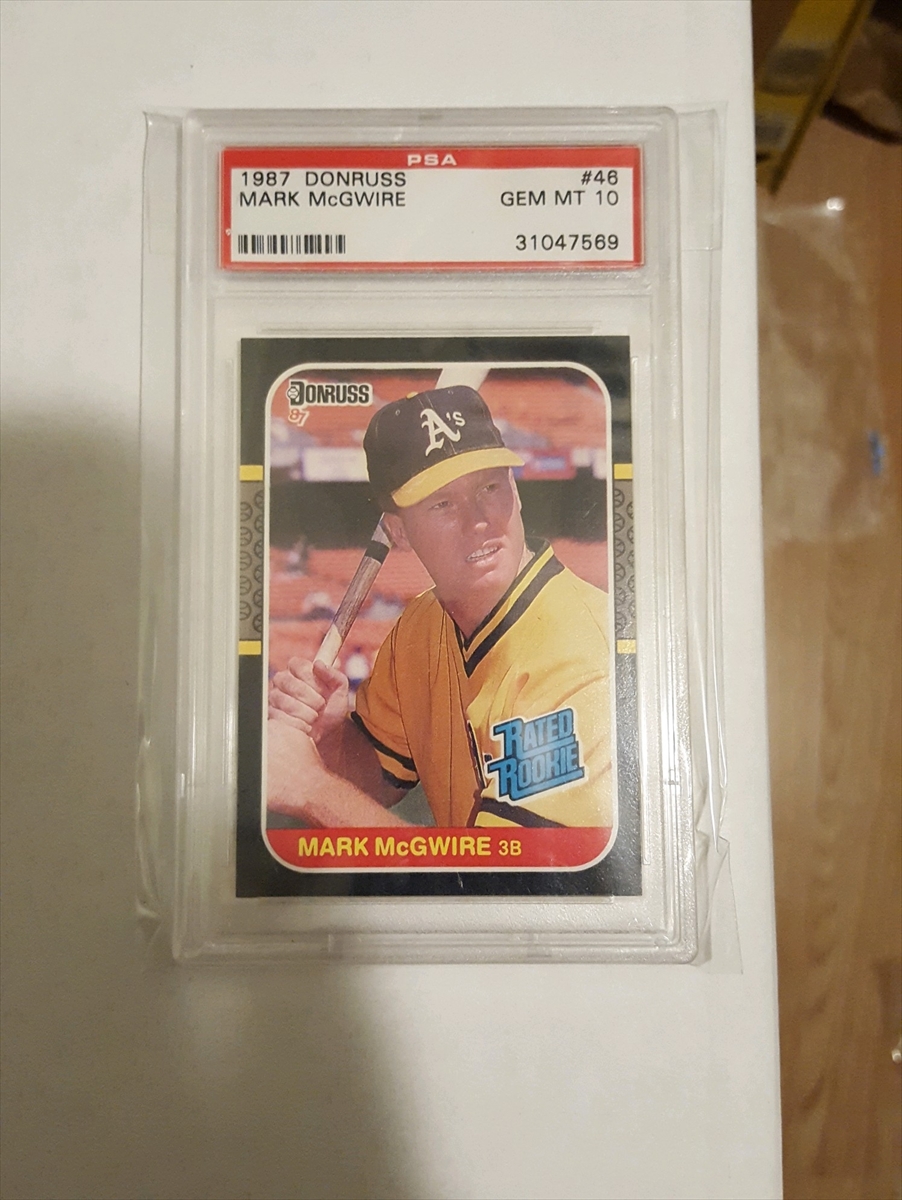 PSA
1987 DONRUSS #46
MARK McGWIRE GEM MT 10
31047569
DONRUSS
87
A's
RATED
ROOKIE
MARK McGWIRE 3B